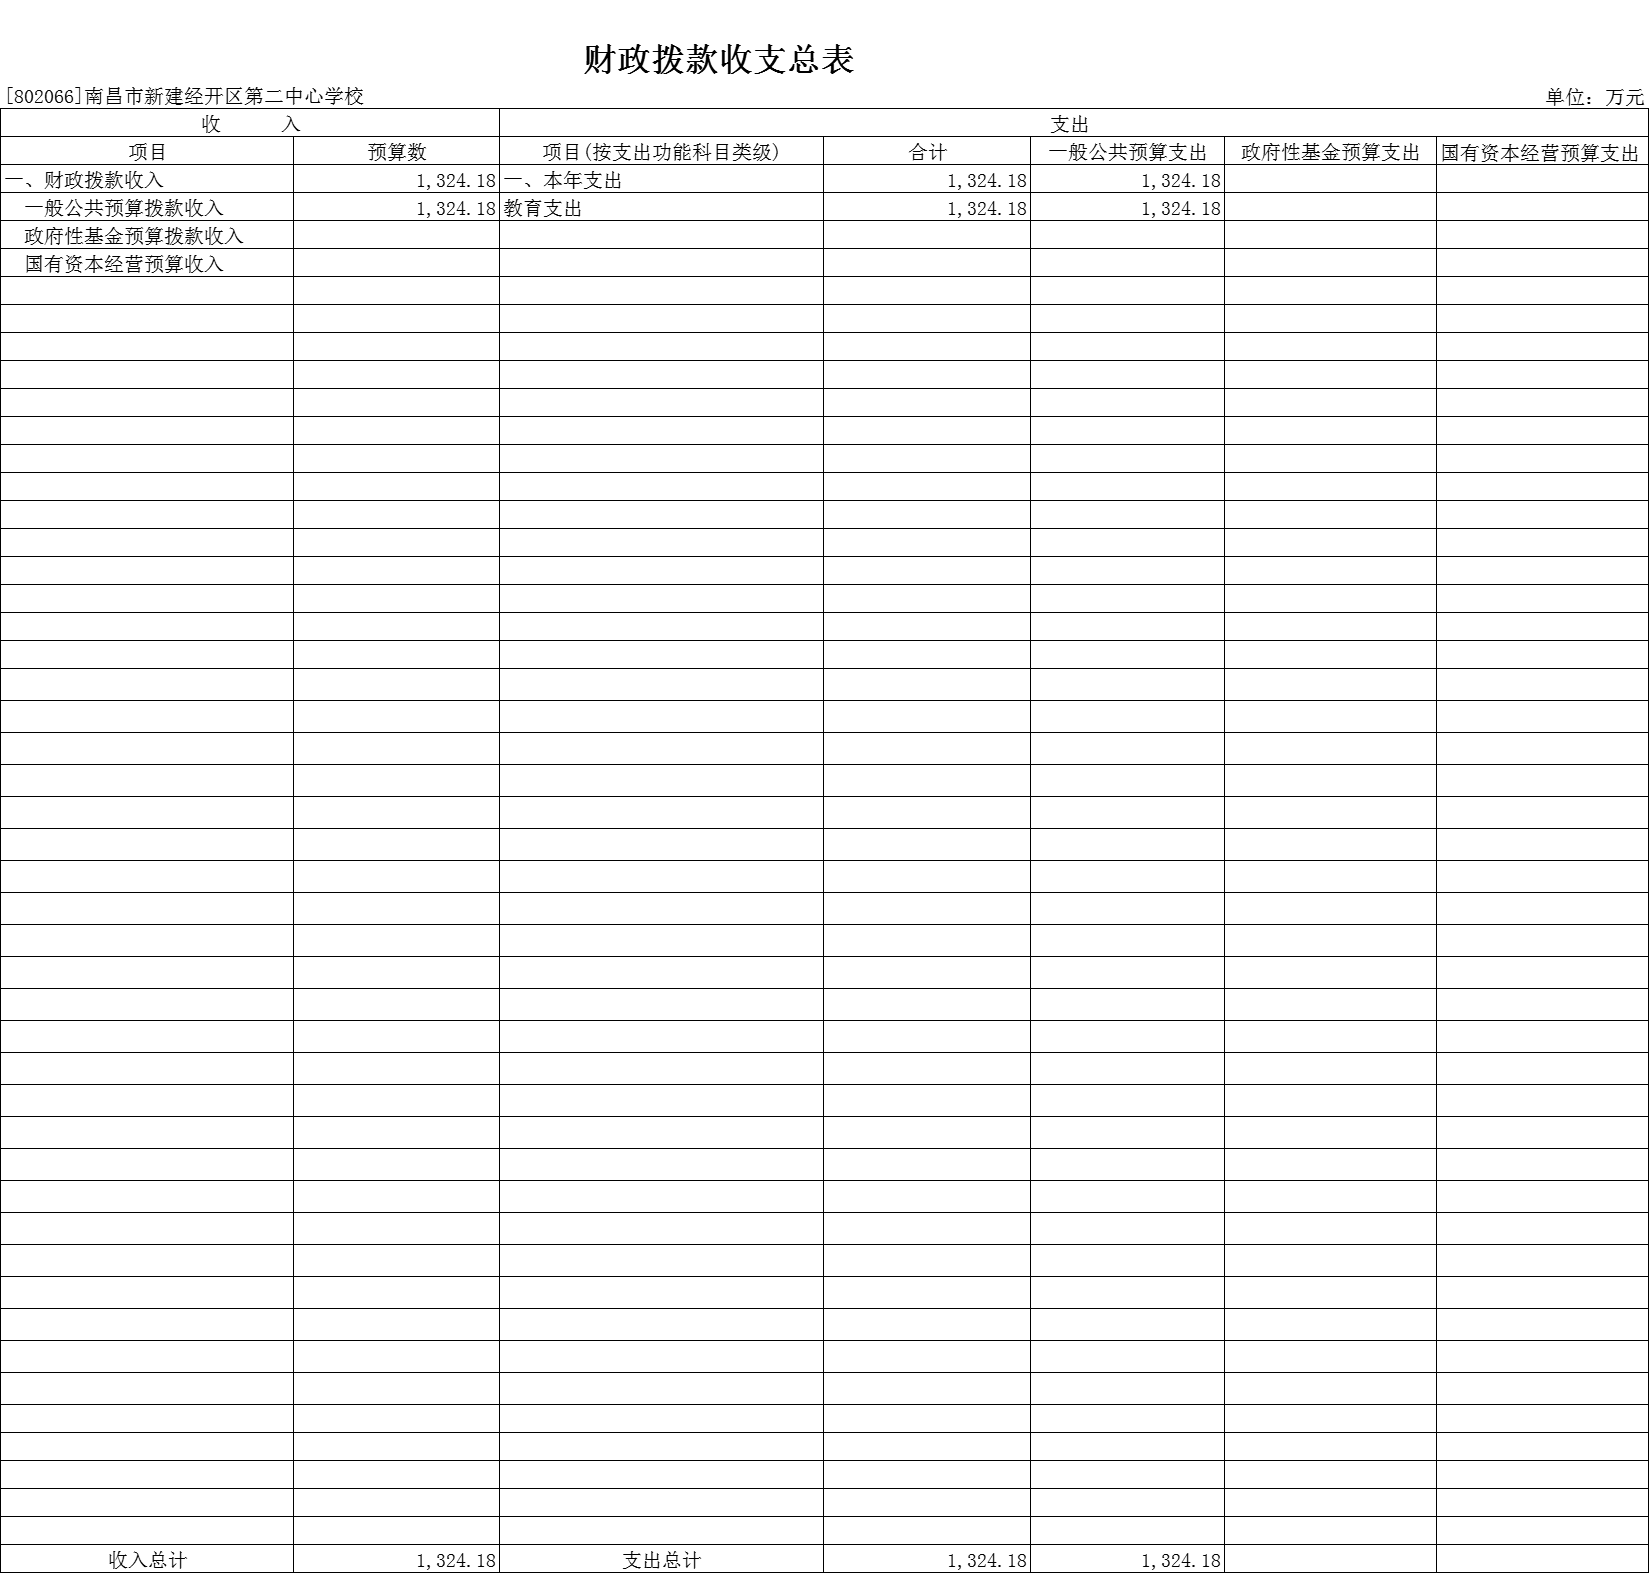 财政拨款收支总表
[802066]南昌市新建经开区第二中心学校 单位：万元
收 入 支出
项目 预算数 项目(按支出功能科目类级) 合计 一般公共预算支出 政府性基金预算支出 国有资本经营预算支出
一、财政拨款收入 1,324.18 一、本年支出 1,324.18 1,324.18
一般公共预算拨款收入 1,324.18 教育支出 1,324.18 1,324.18
政府性基金预算拨款收入
国有资本经营预算收入
收入总计 1,324.18 支出总计 1,324.18 1,324.18